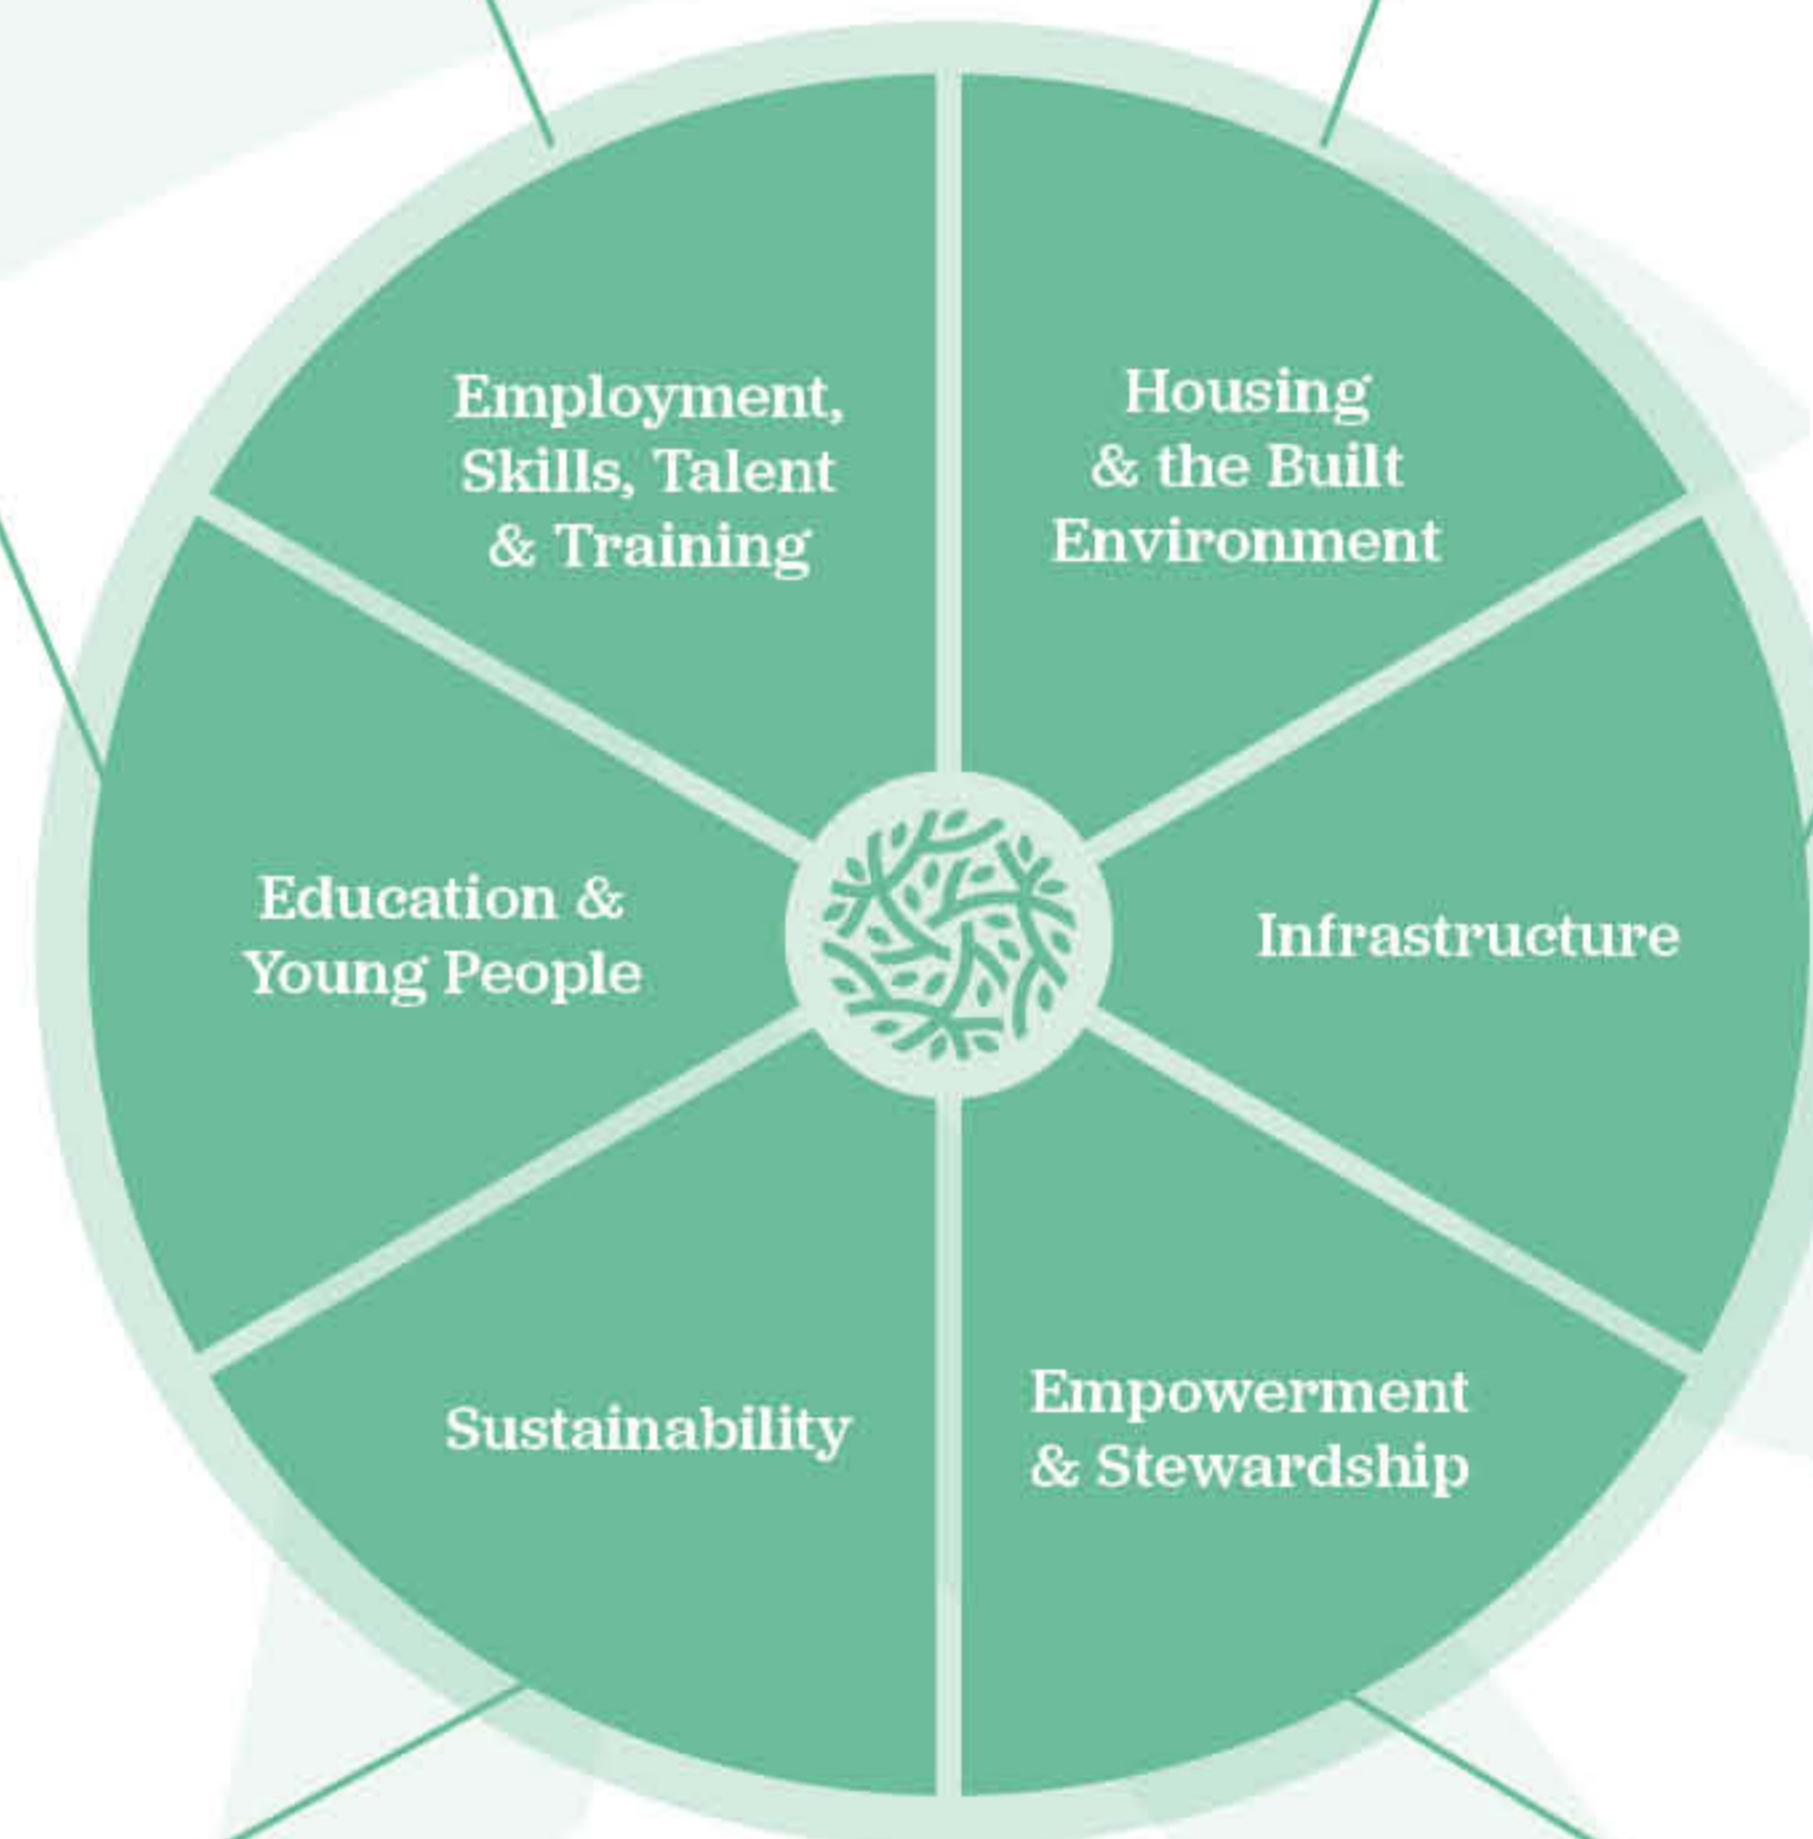 Employment,
Skills, Talent
& Training
Housing
& the Built
Environment
Education &
Young People
Infrastructure
Sustainability
Empowerment
& Stewardship